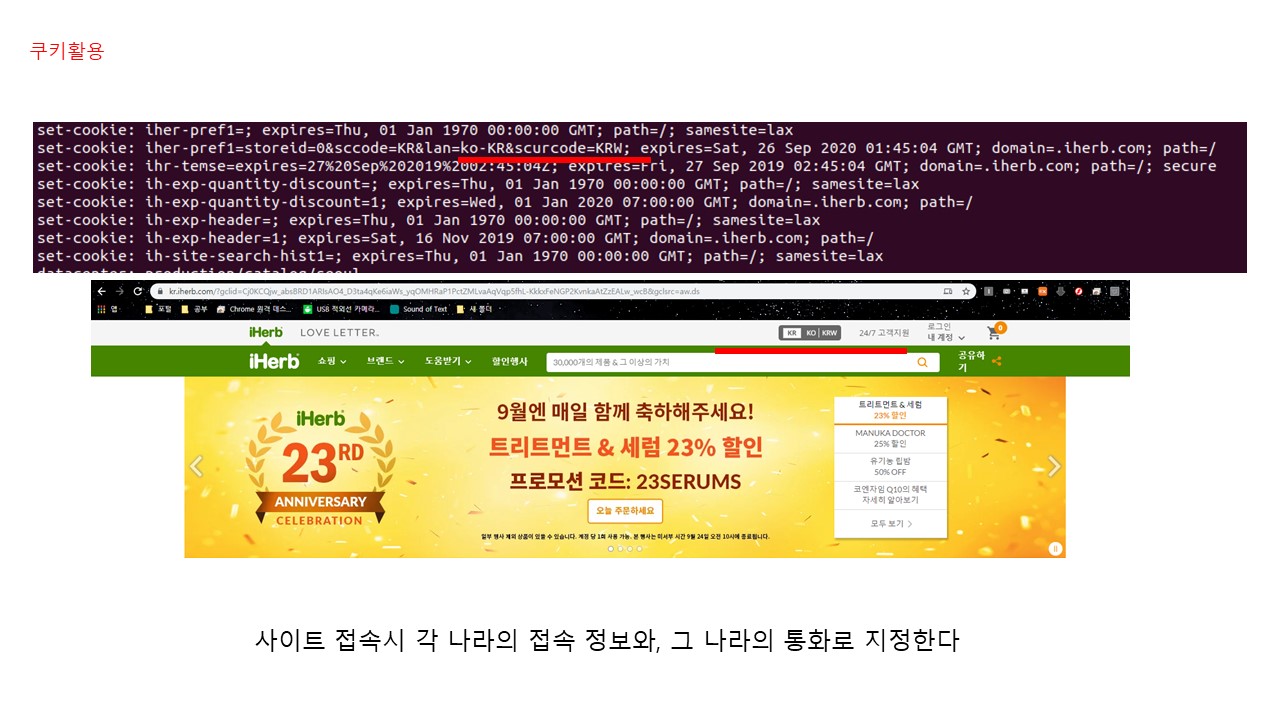 쿠키활용
set-cookie: iher-pref1=; expires=Thu, 01 Jan 1970 00:00:00 GMT; path=/; samesite=lax
set-cookie: iher-pref1=storeid=0&sccode=KR&lan=ko-KR&scurcode=KRW; expires=Sat, 26 Sep 2020 01:45:04 GMT; domain=.iherb.com; path=/
set-cookie: ihr-temse=expires=27%20Sep%202019%2002:45:04Z; expires=Fri, 27 Sep 2019 02:45:04 GMT; domain=.iherb.com; path=/; secure
set-cookie: ih-exp-quantity-discount=; expires=Thu, 01 Jan 1970 00:00:00 GMT; path=/; samesite=lax
set-cookie: ih-exp-quantity-discount=1; expires=Wed, 01 Jan 2020 07:00:00 GMT; domain=.iherb.com; path=/
set-cookie: ih-exp-header=; expires=Thu, 01 Jan 1970 00:00:00 GMT; path=/; samesite=lax
set-cookie: ih-exp-header=1; expires=Sat, 16 Nov 2019 07:00:00 GMT; domain=.iherb.com; path=/
set-cookie: ih-site-search-hist1=; expires=Thu, 01 Jan 1970 00:00:00 GMT; path=/; samesite=lax
datacenter: production/catalog/seoul
앱 포털 공부 Chrome 원격 데스... USB 적외선 카메라... Sound of Text 새 폴더
iHerb LOVE LETTER KR KO KRW 24/7 고객지원 로그인
내 계정 0
iHerb 쇼핑 브랜드 도움받기 할인행사 30,000개의 제품 & 그 이상의 가치 공유하
기
iHerb
23RD
ANNIVERSARY
CELEBRATION
9월엔 매일 함께 축하해주세요!
트리트먼트 & 세럼 23% 할인
프로모션 코드: 23SERUMS
오늘 주문하세요
일부 행사 제외 상품이 있을 수 있습니다. 계정 당 1회 사용 가능. 본 행사는 미서부 시간 9월 24일 오전 10시에 종료됩니다.
트리트먼트 & 세럼
23% 할인
MANUKA DOCTOR
25% 할인
유기농 립밤
50% OFF
코엔자임 Q10의 혜택
자세히 알아보기
모두 보기
사이트 접속시 각 나라의 접속 정보와, 그 나라의 통화로 지정한다